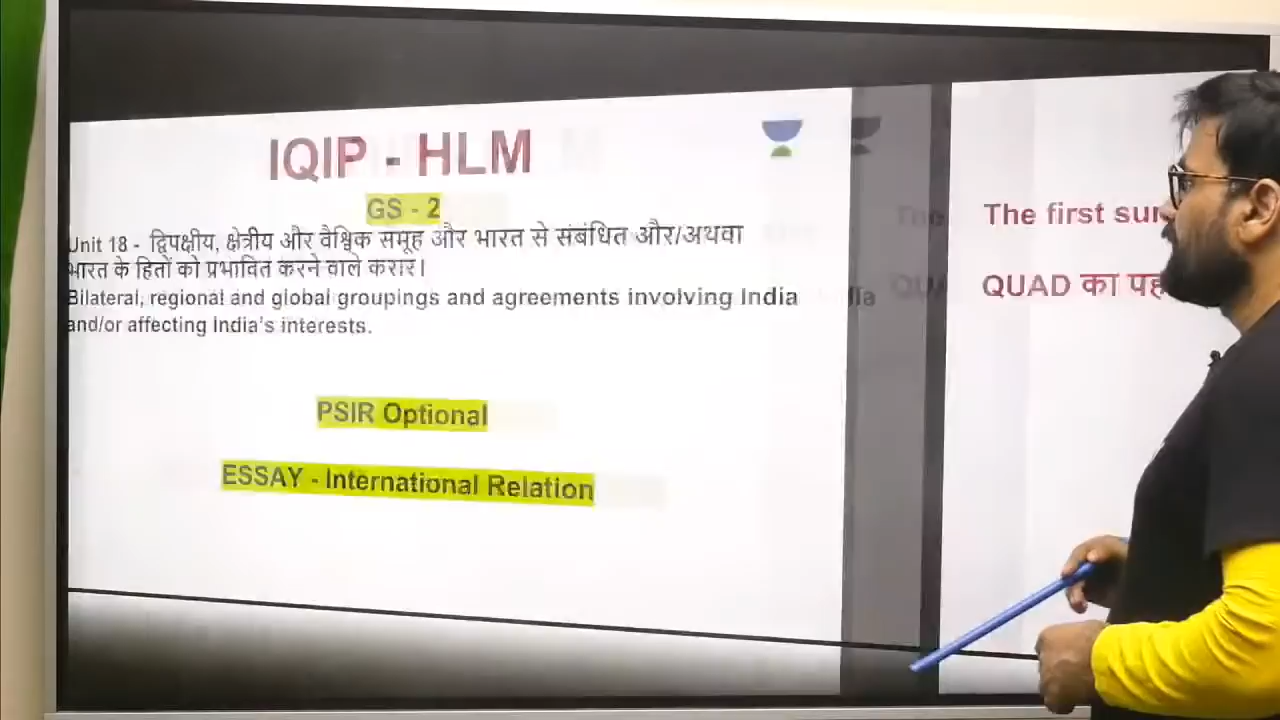 IQIP - HLM
GS - 2
Unit 18 - द्विपक्षीय, क्षेत्रीय और वैश्विक समूह और भारत से संबंधित और/अथवा
भारत के हितों को प्रभावित करने वाले करार।
Bilateral, regional and global groupings and agreements involving India
and/or affecting India's interests.
PSIR Optional
ESSAY - International Relation
The first
QUAD का